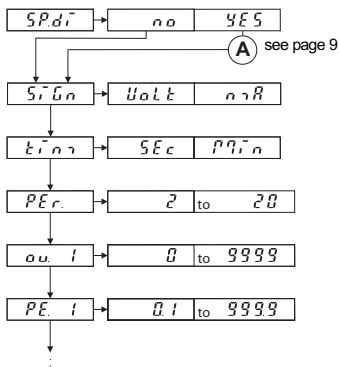 SP.di no YES
A see page 9
SiGn VoLt mA
timn SEc Min
PEr. 2 to 20
ou. 1 0 to 9999
PE. 1 0.1 to 999.9
: